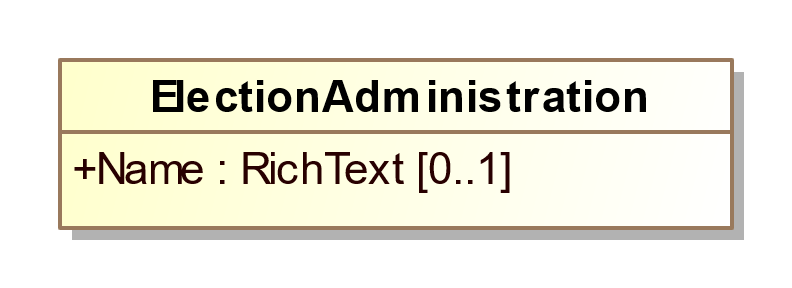 ElectionAdministration
+Name : RichText [0..1]